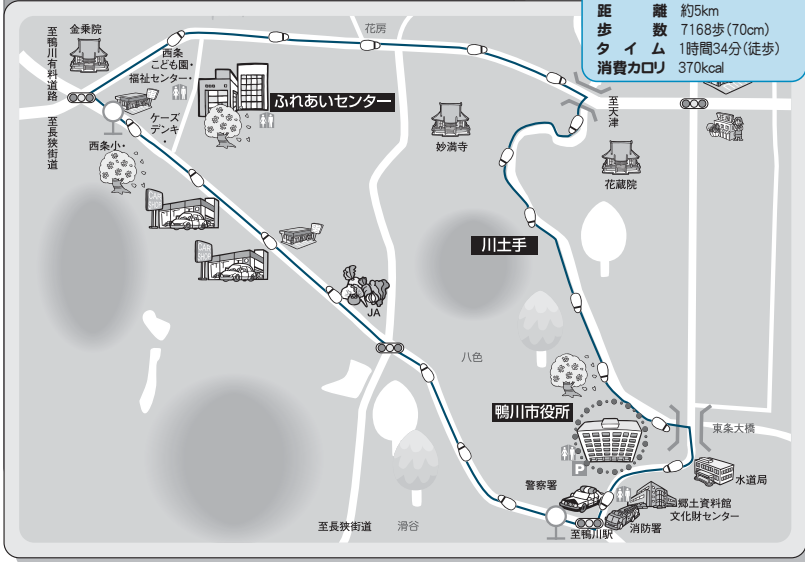 距離 約5km
歩数 7168歩(70cm)
タイム 1時間34分(徒歩)
消費カロリ 370kcal
至鴨川有料道路
金乗院
花房
西条
こども園・
福祉センター・
ふれあいセンター
至天津
至長狭街道
ケーズ
デンキ
・
西条小・
妙満寺
花蔵院
川土手
JA
八色
鴨川市役所
東条大橋
P
警察署
水道局
郷土資料館
文化財センター
消防署
至鴨川駅
至長狭街道
滑谷